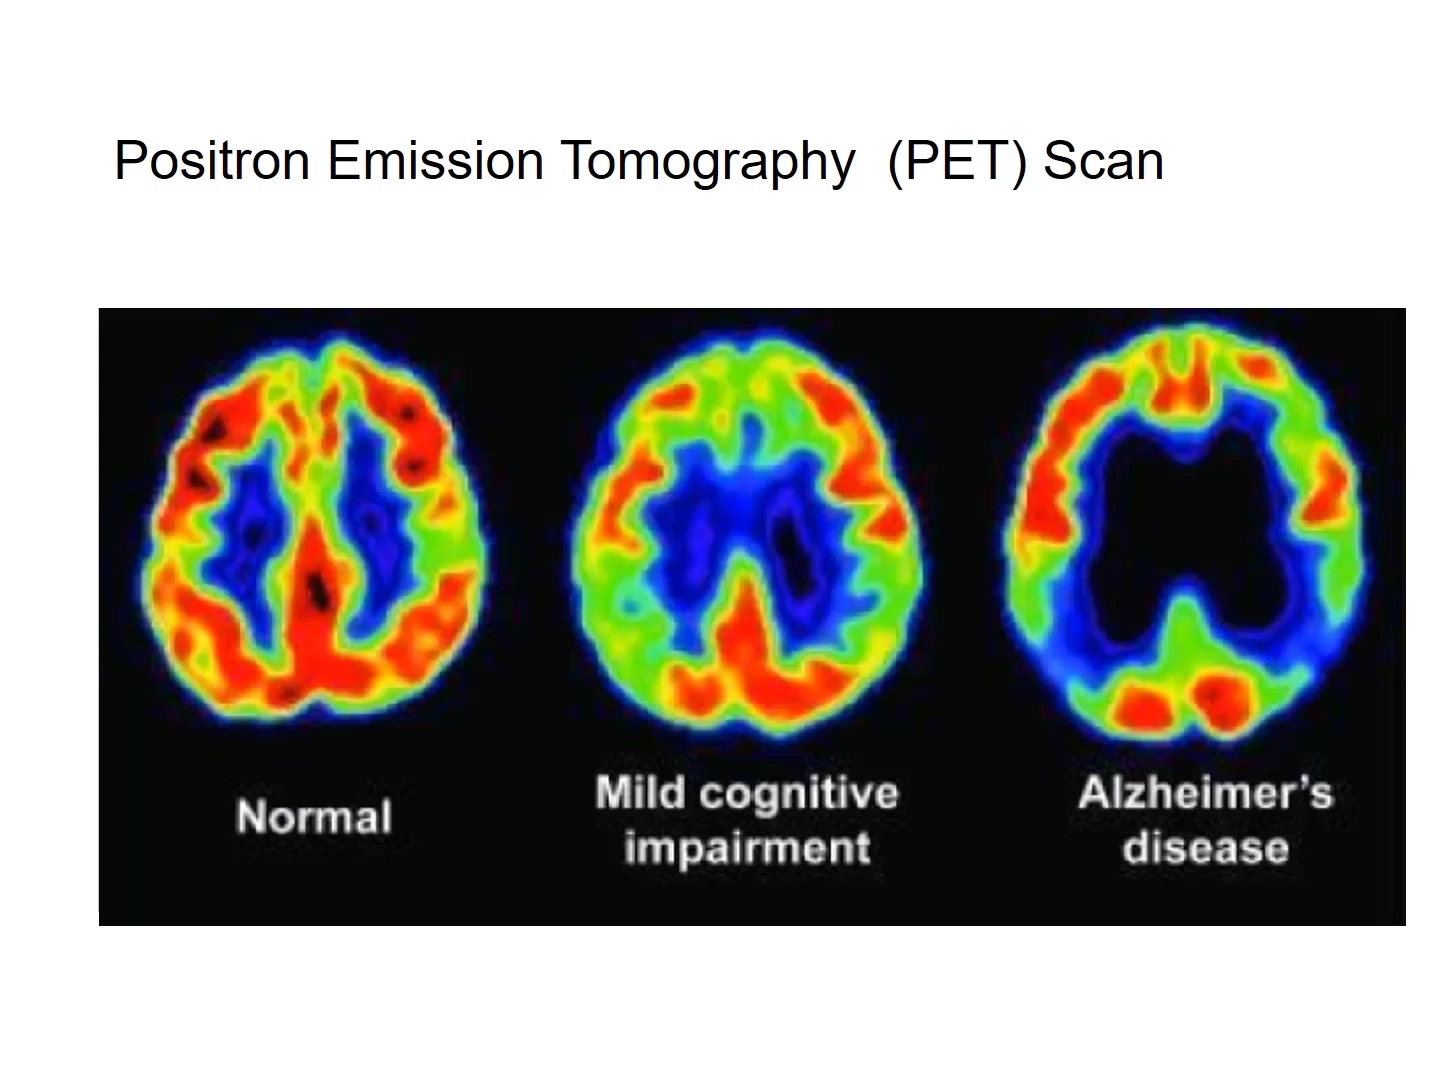 Positron Emission Tomography  (PET) Scan
Normal
Mild cognitive
impairment
Alzheimer’s
disease